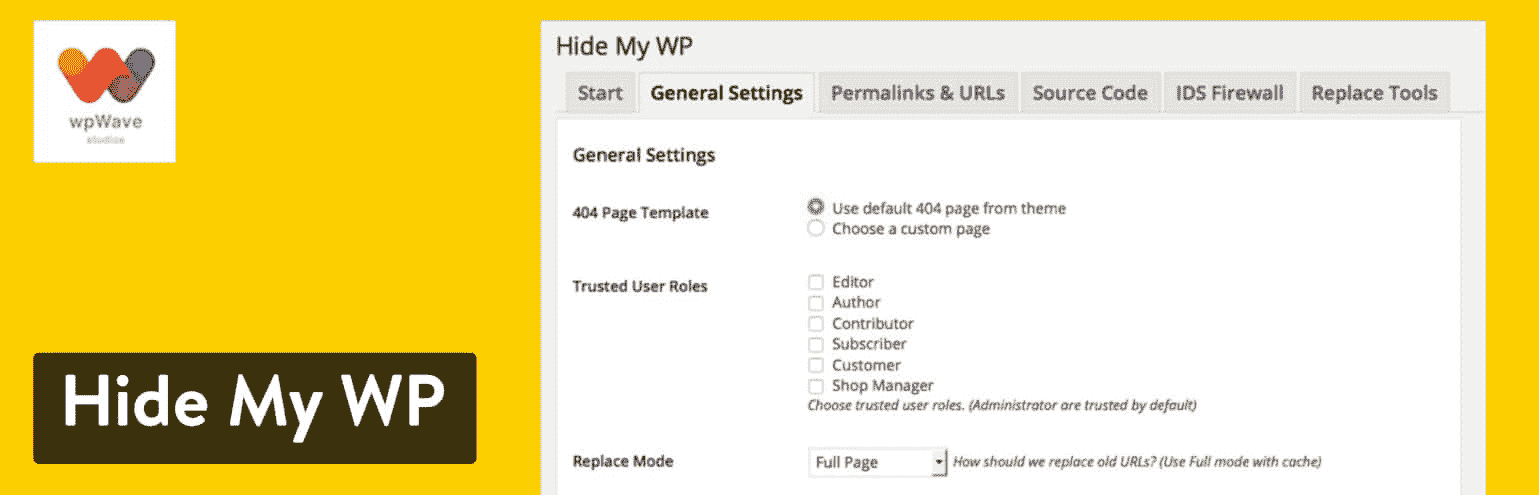 wpWave
studios
Hide My WP
Hide My WP
Start
General Settings
Permalinks & URLs
Source Code
IDS Firewall
Replace Tools
General Settings
404 Page Template
Use default 404 page from theme
Choose a custom page
Trusted User Roles
Editor
Author
Contributor
Subscriber
Customer
Shop Manager
Choose trusted user roles. (Administrator are trusted by default)
Replace Mode
Full Page
How should we replace old URLs? (Use Full mode with cache)